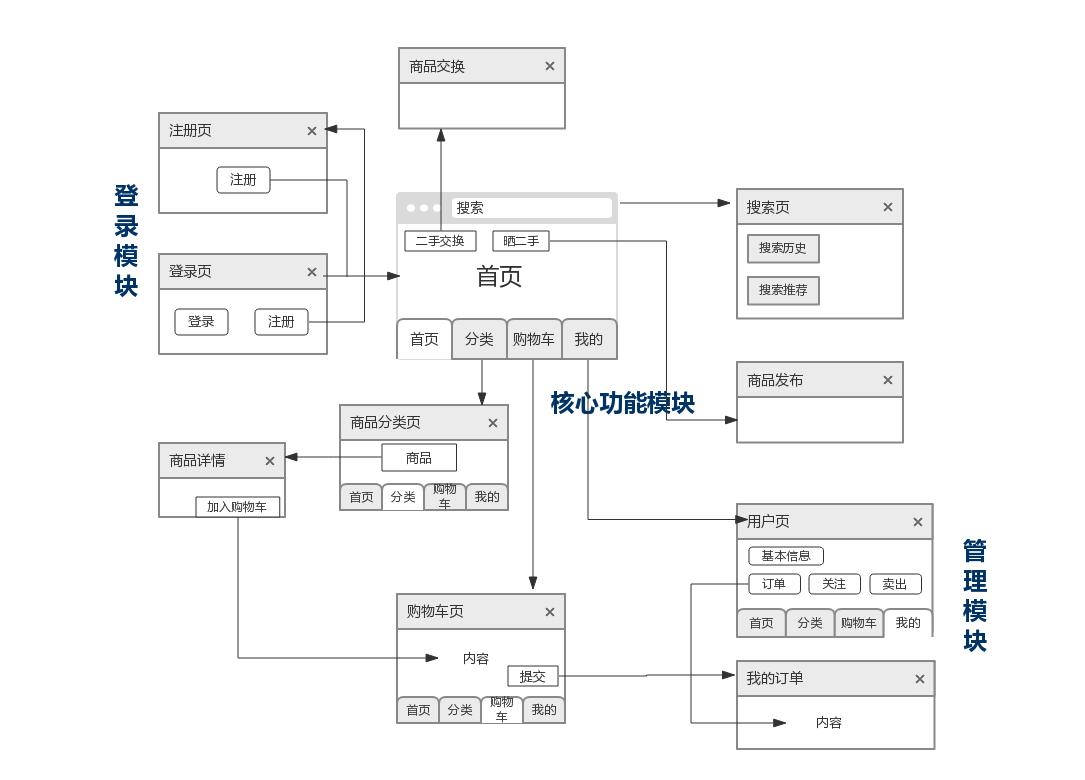 商品交换
注册页
注册
登录模块
登录页
登录
注册
搜索
二手交换
晒二手
首页
首页
分类
购物车
我的
搜索页
搜索历史
搜索推荐
商品发布
核心功能模块
商品分类页
商品
首页
分类
购物
车
我的
商品详情
加入购物车
用户页
基本信息
订单
关注
卖出
首页
分类
购物车
我的
管理模块
购物车页
内容
提交
首页
分类
购物
车
我的
我的订单
内容